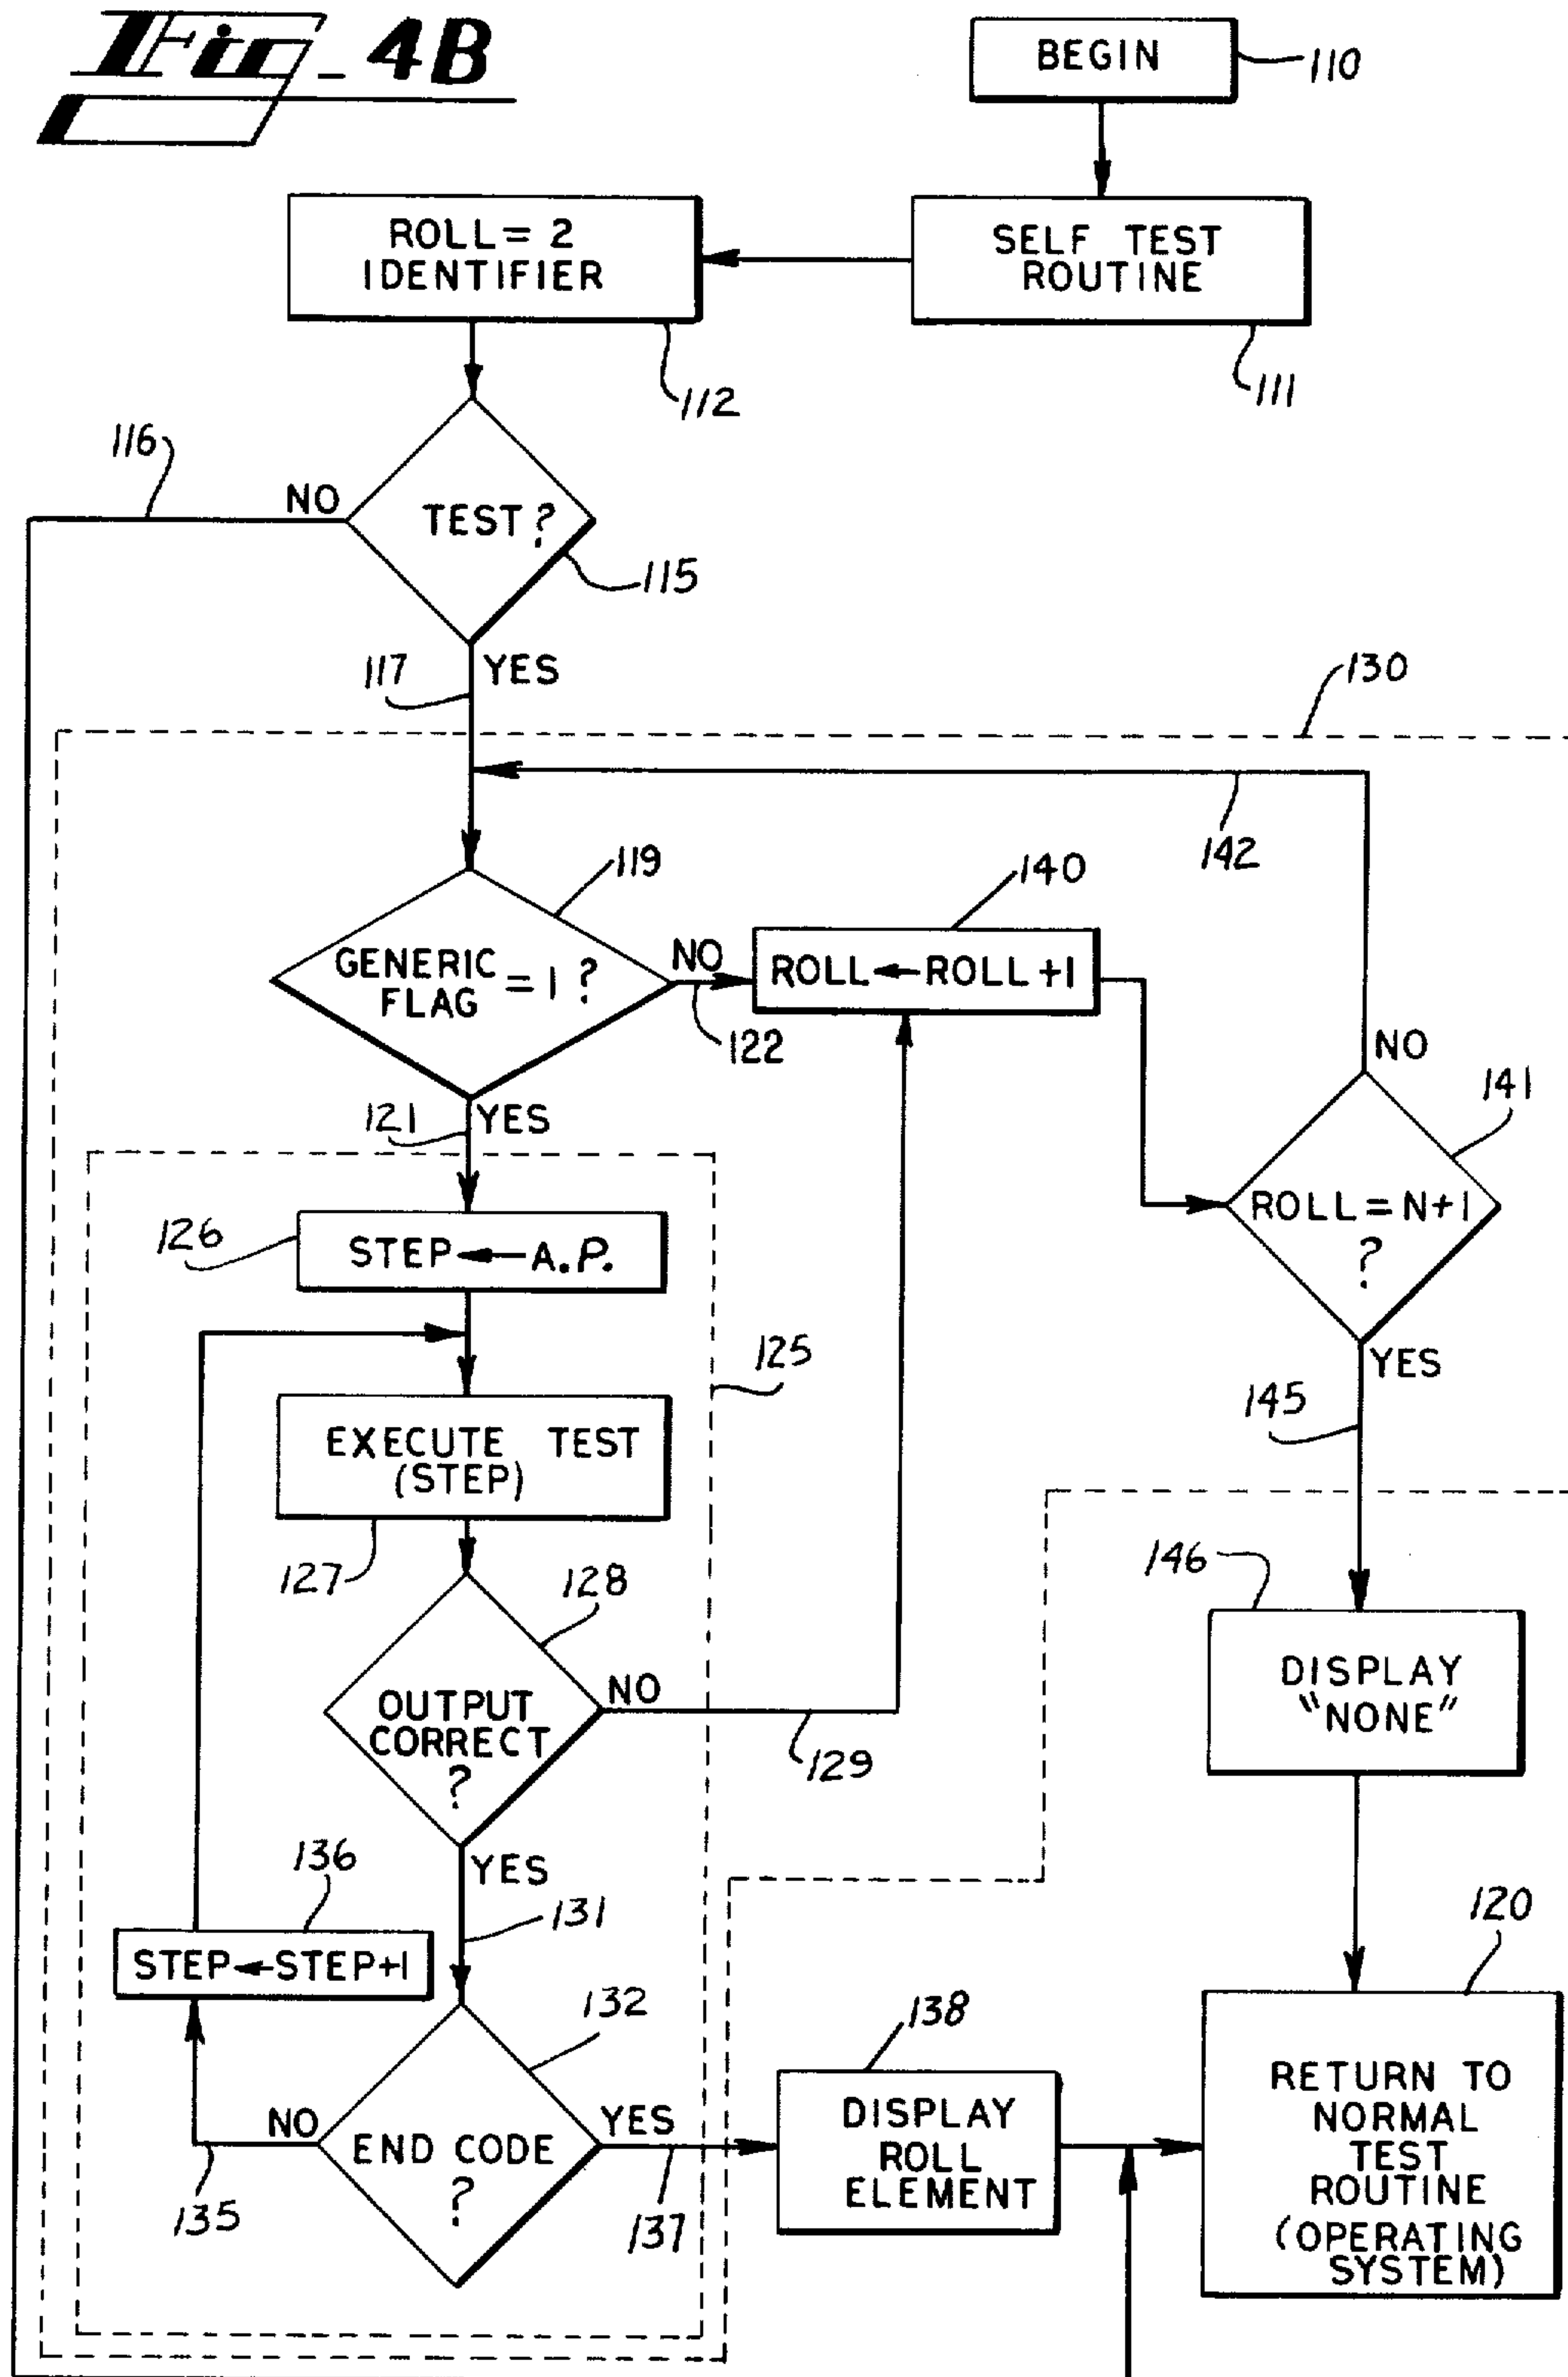 Fig_4B
BEGIN
110
ROLL = 2
IDENTIFIER
SELF TEST
ROUTINE
112
111
116
NO
TEST ?
115
117
YES
130
142
119
140
GENERIC
FLAG = 1 ?
NO
ROLL ← ROLL +1
122
NO
141
121
YES
ROLL = N+1
?
126
STEP ← A.P.
125
YES
145
EXECUTE TEST
(STEP)
127
128
146
OUTPUT
CORRECT
?
NO
129
DISPLAY
"NONE"
136
YES
131
120
STEP ← STEP+1
132
138
NO
END CODE
?
YES
135
137
DISPLAY
ROLL
ELEMENT
RETURN TO
NORMAL
TEST
ROUTINE
(OPERATING
SYSTEM)